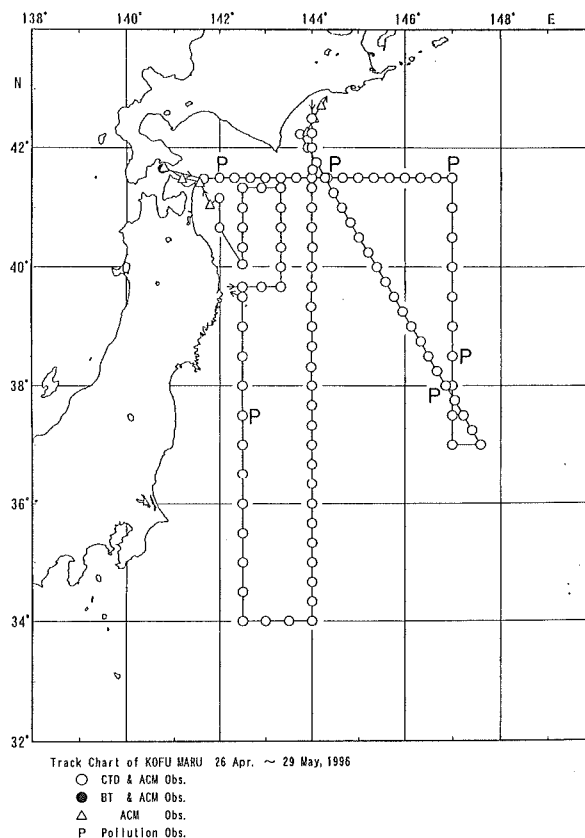 138° 140° 142° 144° 146° 148° E
N
42°
P P P
40°
P
38°
P
P
36°
34°
32°
Track Chart of KOFU MARU 26 Apr. ～ 29 May, 1996
○ CTD & ACM Obs.
● BT & ACM Obs.
△ ACM Obs.
P Pollution Obs.